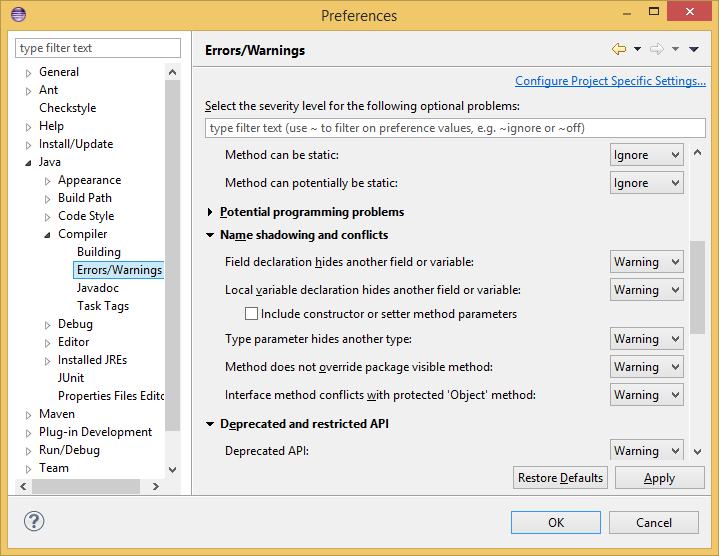 Preferences
type filter text
General
Ant
Checkstyle
Help
Install/Update
Java
Appearance
Build Path
Code Style
Compiler
Building
Errors/Warnings
Javadoc
Task Tags
Debug
Editor
Installed JREs
JUnit
Properties Files Edito
Maven
Plug-in Development
Run/Debug
Team
Errors/Warnings
Configure Project Specific Settings...
Select the severity level for the following optional problems:
type filter text (use ~ to filter on preference values, e.g. ~ignore or ~off)
Method can be static: Ignore
Method can potentially be static: Ignore
Potential programming problems
Name shadowing and conflicts
Field declaration hides another field or variable: Warning
Local variable declaration hides another field or variable: Warning
Include constructor or setter method parameters
Type parameter hides another type: Warning
Method does not override package visible method: Warning
Interface method conflicts with protected 'Object' method: Warning
Deprecated and restricted API
Deprecated API: Warning
Restore Defaults Apply
? OK Cancel